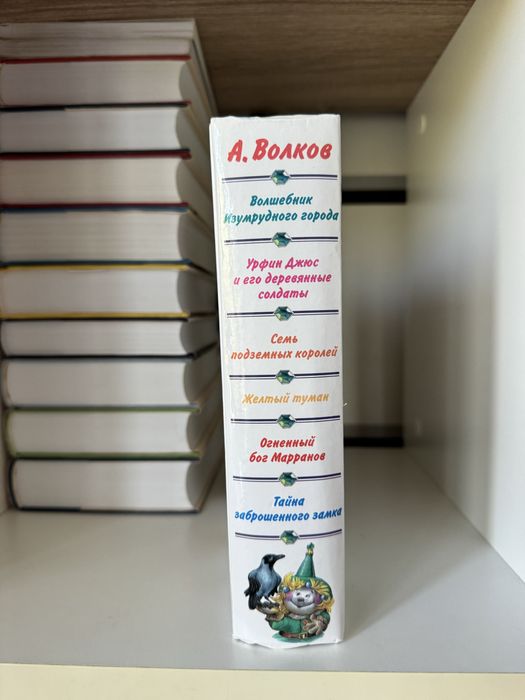 А. Волков
Волшебник
Изумрудного города
Урфин Джюс
и его деревянные
солдаты
Семь
подземных королей
Желтый туман
Огненный
бог Марранов
Тайна
заброшенного замка